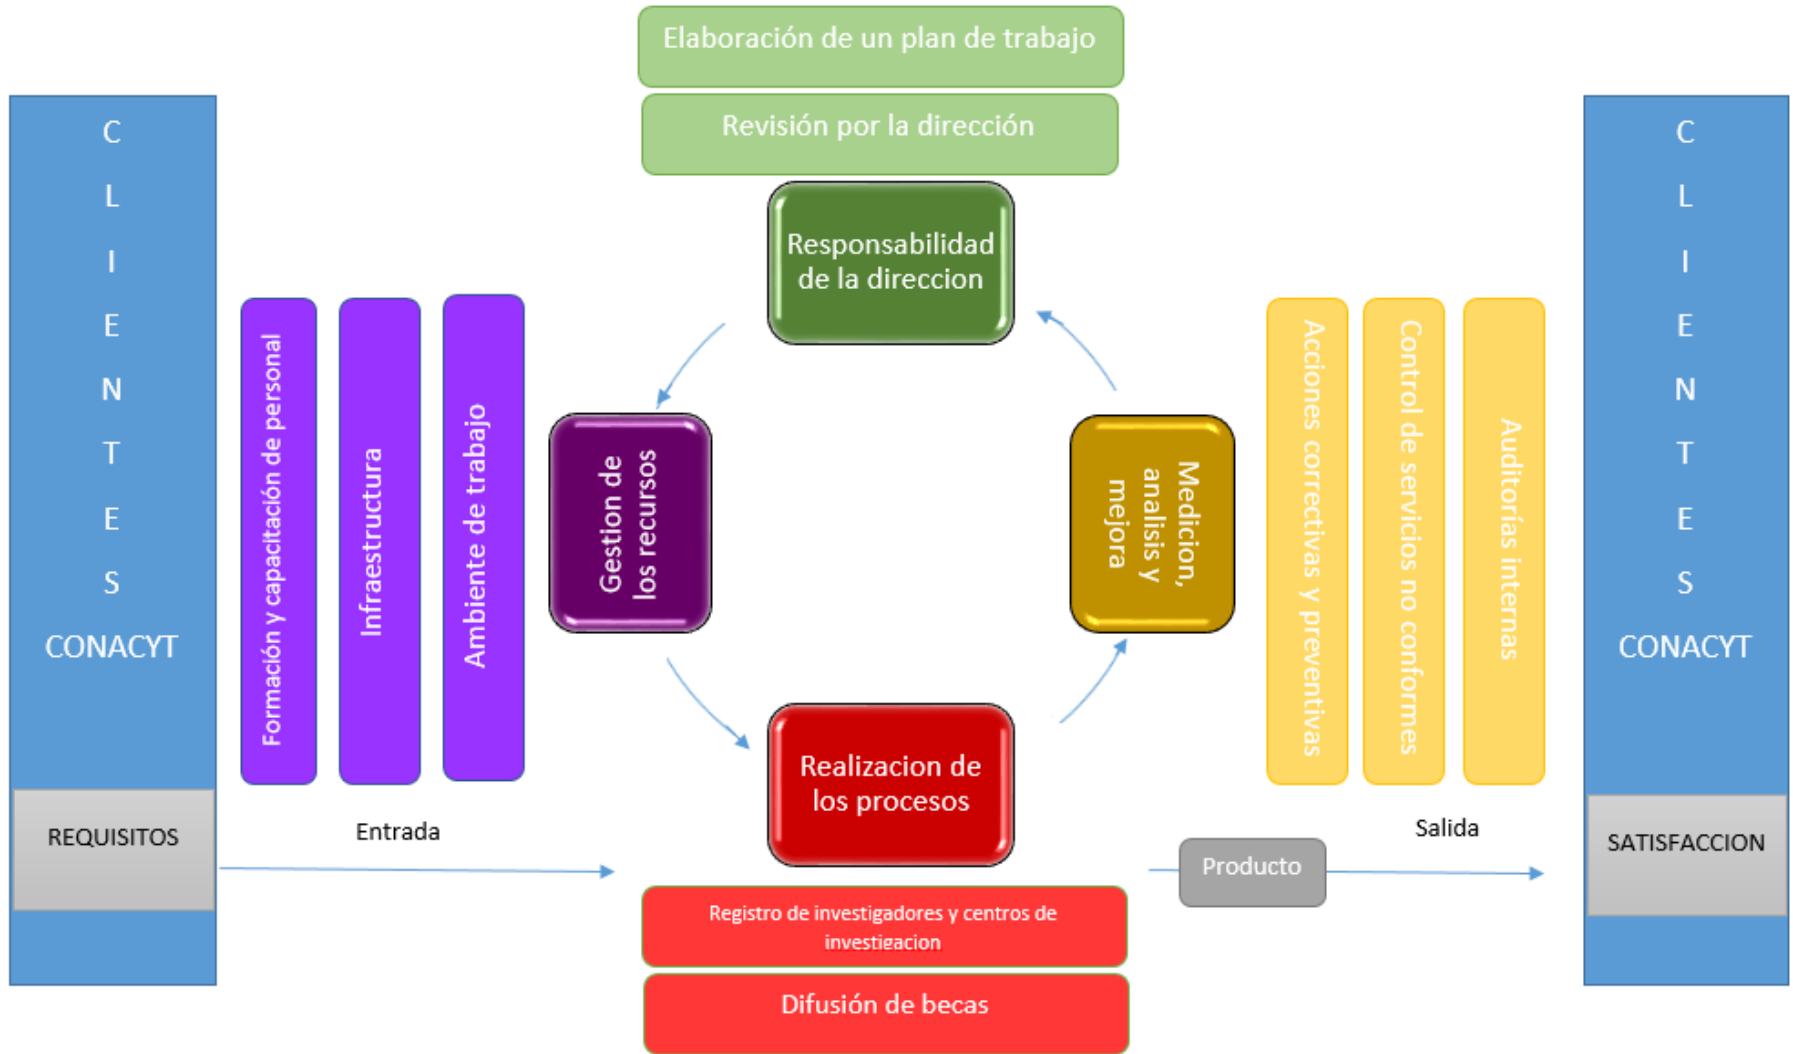 Elaboración de un plan de trabajo
Revisión por la dirección
Responsabilidad
de la direccion
C
L
I
E
N
T
E
S
CONACYT
REQUISITOS
Formación y capacitación de personal
Infraestructura
Ambiente de trabajo
Entrada
Gestion de
los recursos
Realizacion de
los procesos
Registro de investigadores y centros de
investigacion
Difusión de becas
Medicion,
analisis y
mejora
Acciones correctivas y preventivas
Control de servicios no conformes
Auditorías internas
Producto
Salida
C
L
I
E
N
T
E
S
CONACYT
SATISFACCION